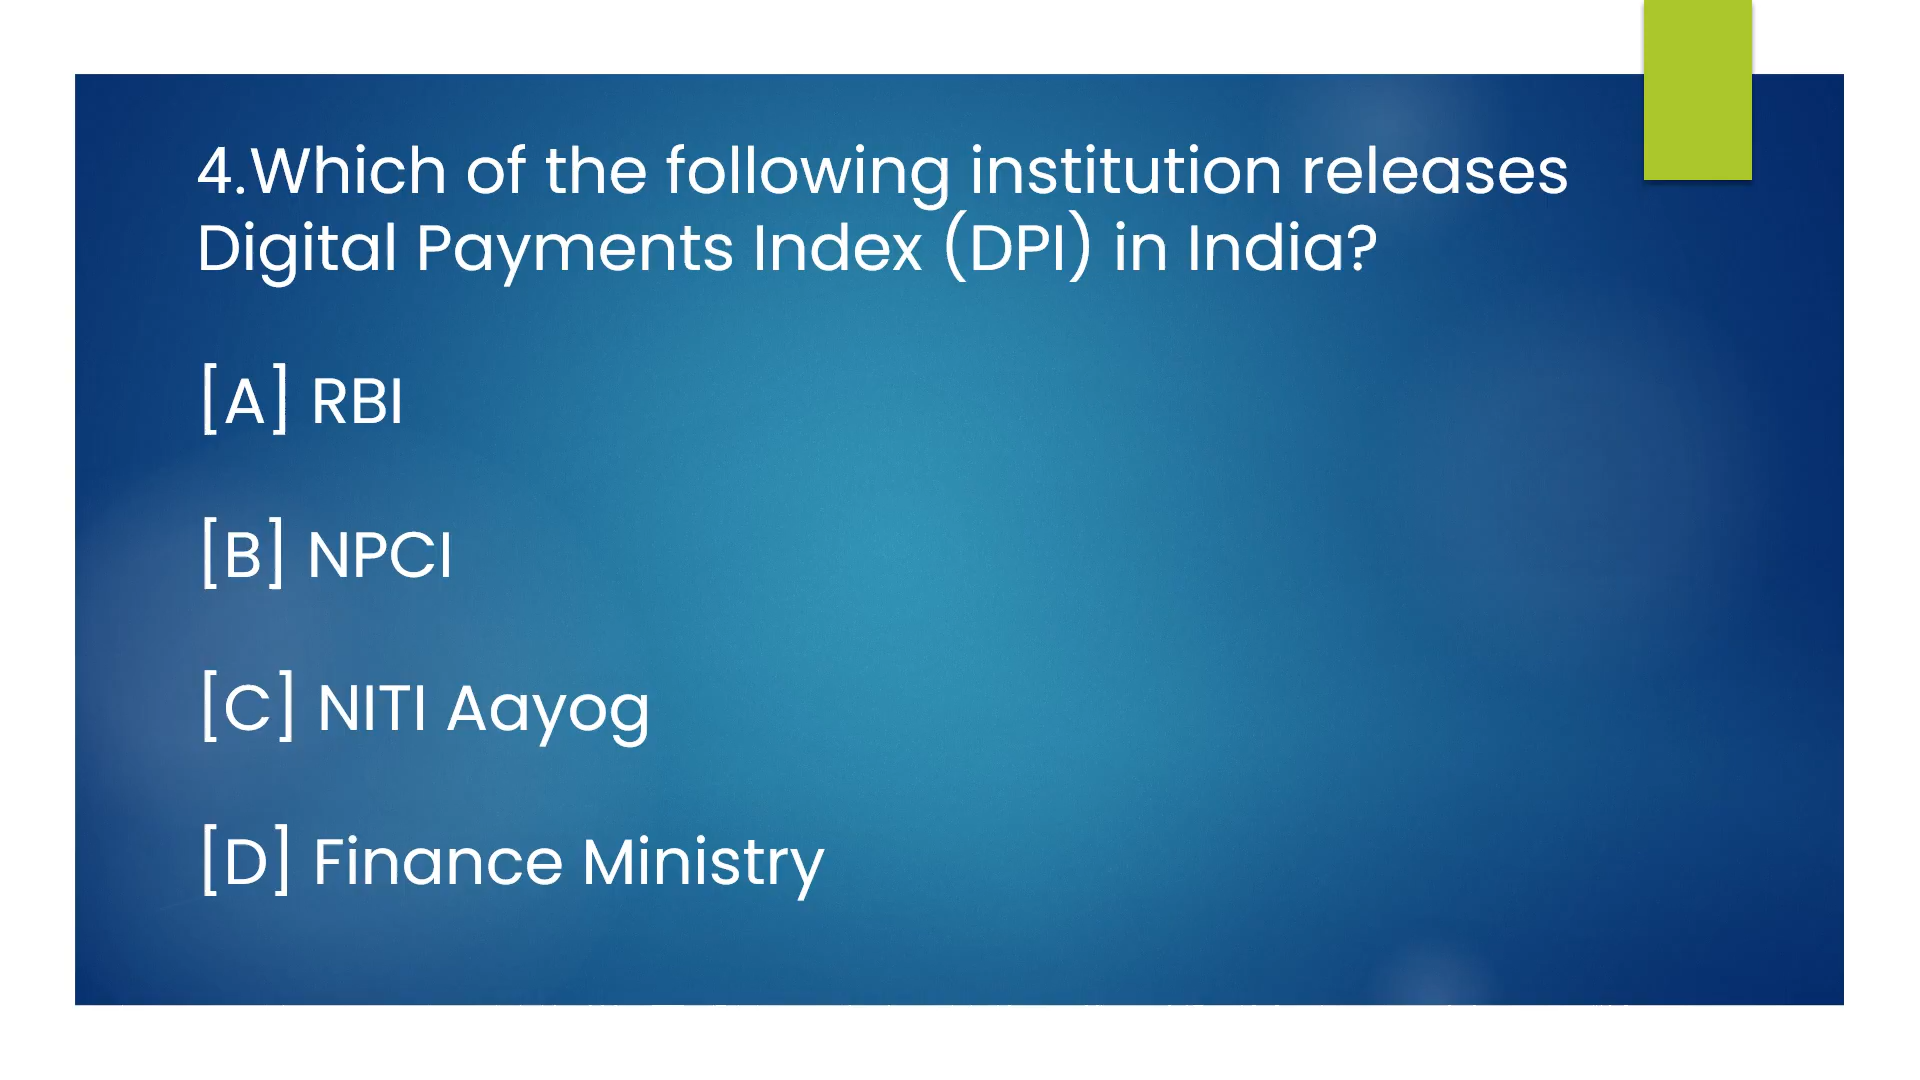 4.Which of the following institution releases
Digital Payments Index (DPI) in India?
[A] RBI
[B] NPCI
[C] NITI Aayog
[D] Finance Ministry